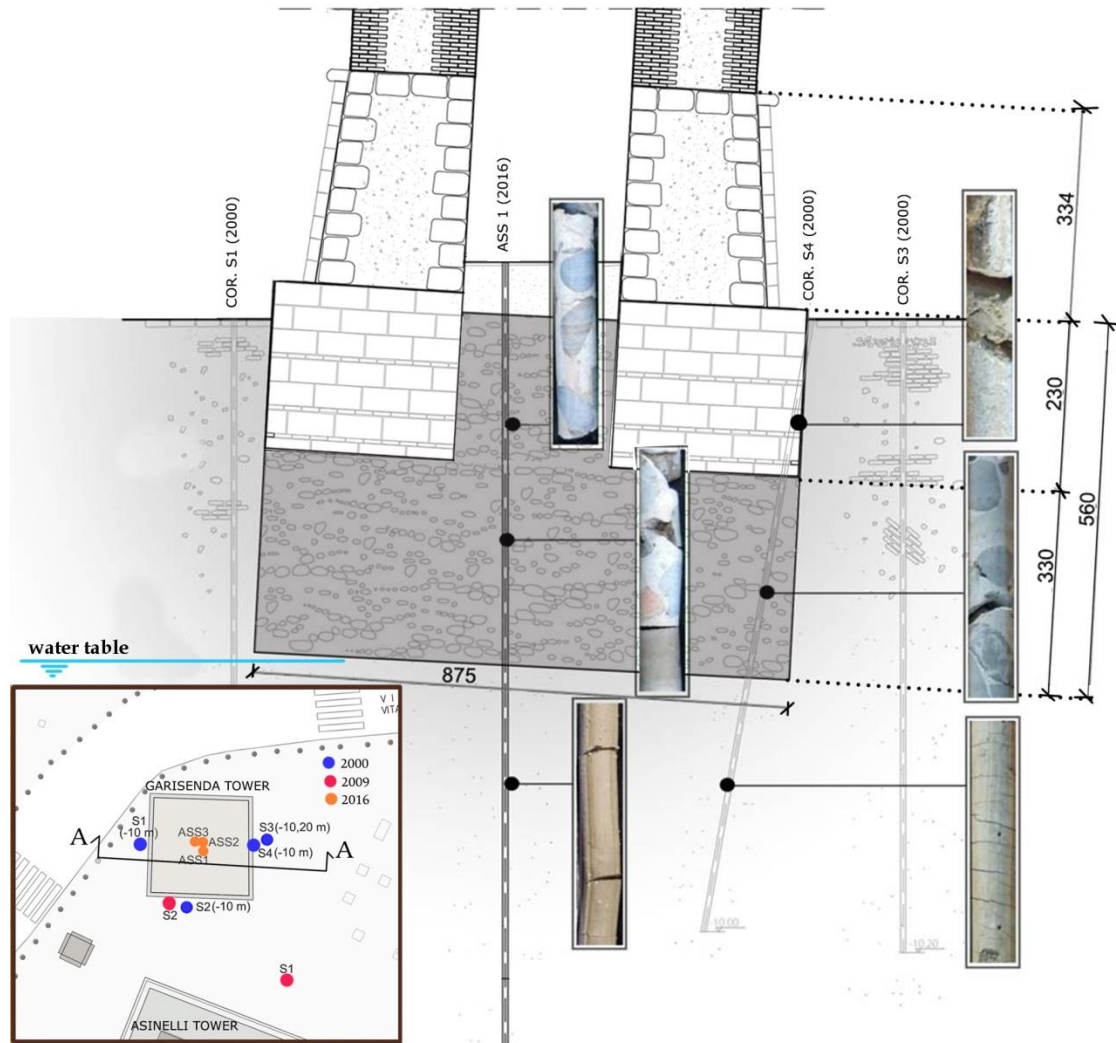 COR. S1 (2000)
ASS 1 (2016)
COR. S4 (2000)
COR. S3 (2000)
334
230
560
330
875
water table
-10.00
-10.20
V I
VITA
2000
2009
2016
GARISENDA TOWER
S1
(-10 m)
A
ASS3
ASS2
ASS1
S3(-10,20 m)
S4(-10 m)
A
S2
S2(-10 m)
S1
ASINELLI TOWER